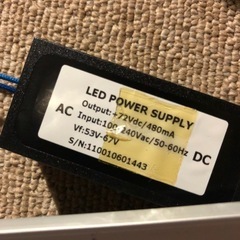 LED POWER SUPPLY
Output:+72Vdc/480mA
AC
Input:100-240Vac/50-60Hz
DC
Vf:53V-67V
S/N:110010601443